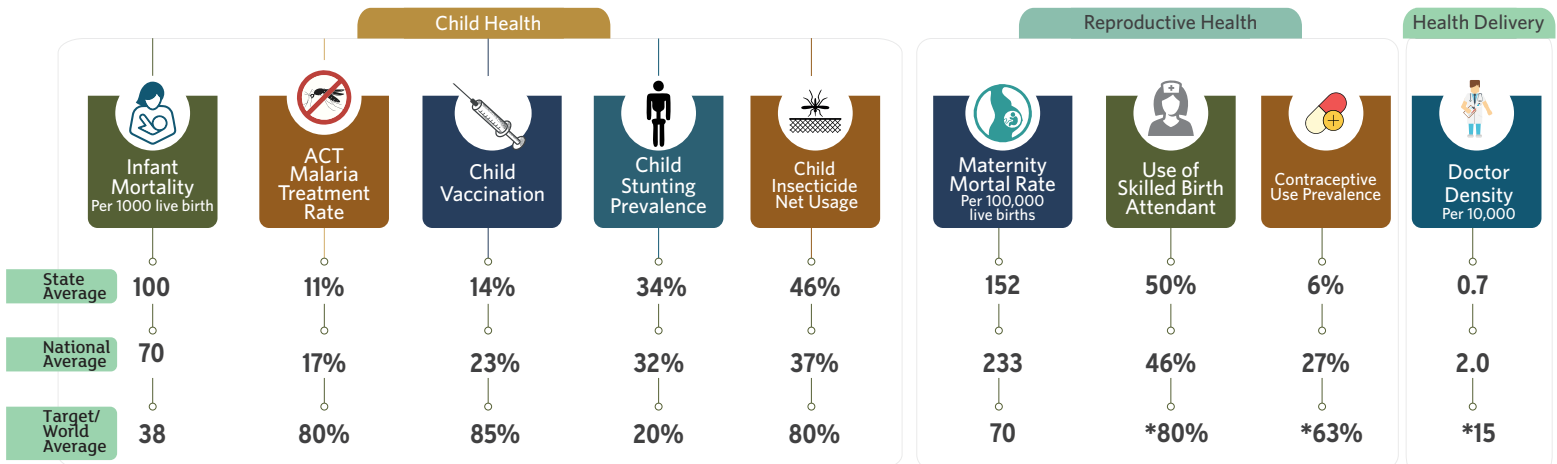 Child Health
Reproductive Health
Health Delivery
Infant
Mortality
Per 1000 live birth
ACT
Malaria
Treatment
Rate
Child
Vaccination
Child
Stunting
Prevalence
Child
Insecticide
Net Usage
Maternity
Mortal Rate
Per 100,000
live births
Use of
Skilled Birth
Attendant
Contraceptive
Use Prevalence
Doctor
Density
Per 10,000
State
Average
100
11%
14%
34%
46%
152
50%
6%
0.7
National
Average
70
17%
23%
32%
37%
233
46%
27%
2.0
Target/
World
Average
38
80%
85%
20%
80%
70
*80%
*63%
*15